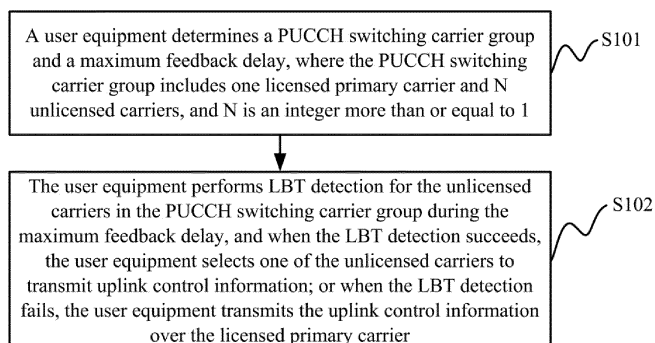 A user equipment determines a PUCCH switching carrier group
and a maximum feedback delay, where the PUCCH switching
carrier group includes one licensed primary carrier and N
unlicensed carriers, and N is an integer more than or equal to 1
S101
The user equipment performs LBT detection for the unlicensed
carriers in the PUCCH switching carrier group during the
maximum feedback delay, and when the LBT detection succeeds,
the user equipment selects one of the unlicensed carriers to
transmit uplink control information; or when the LBT detection
fails, the user equipment transmits the uplink control information
over the licensed primary carrier
S102